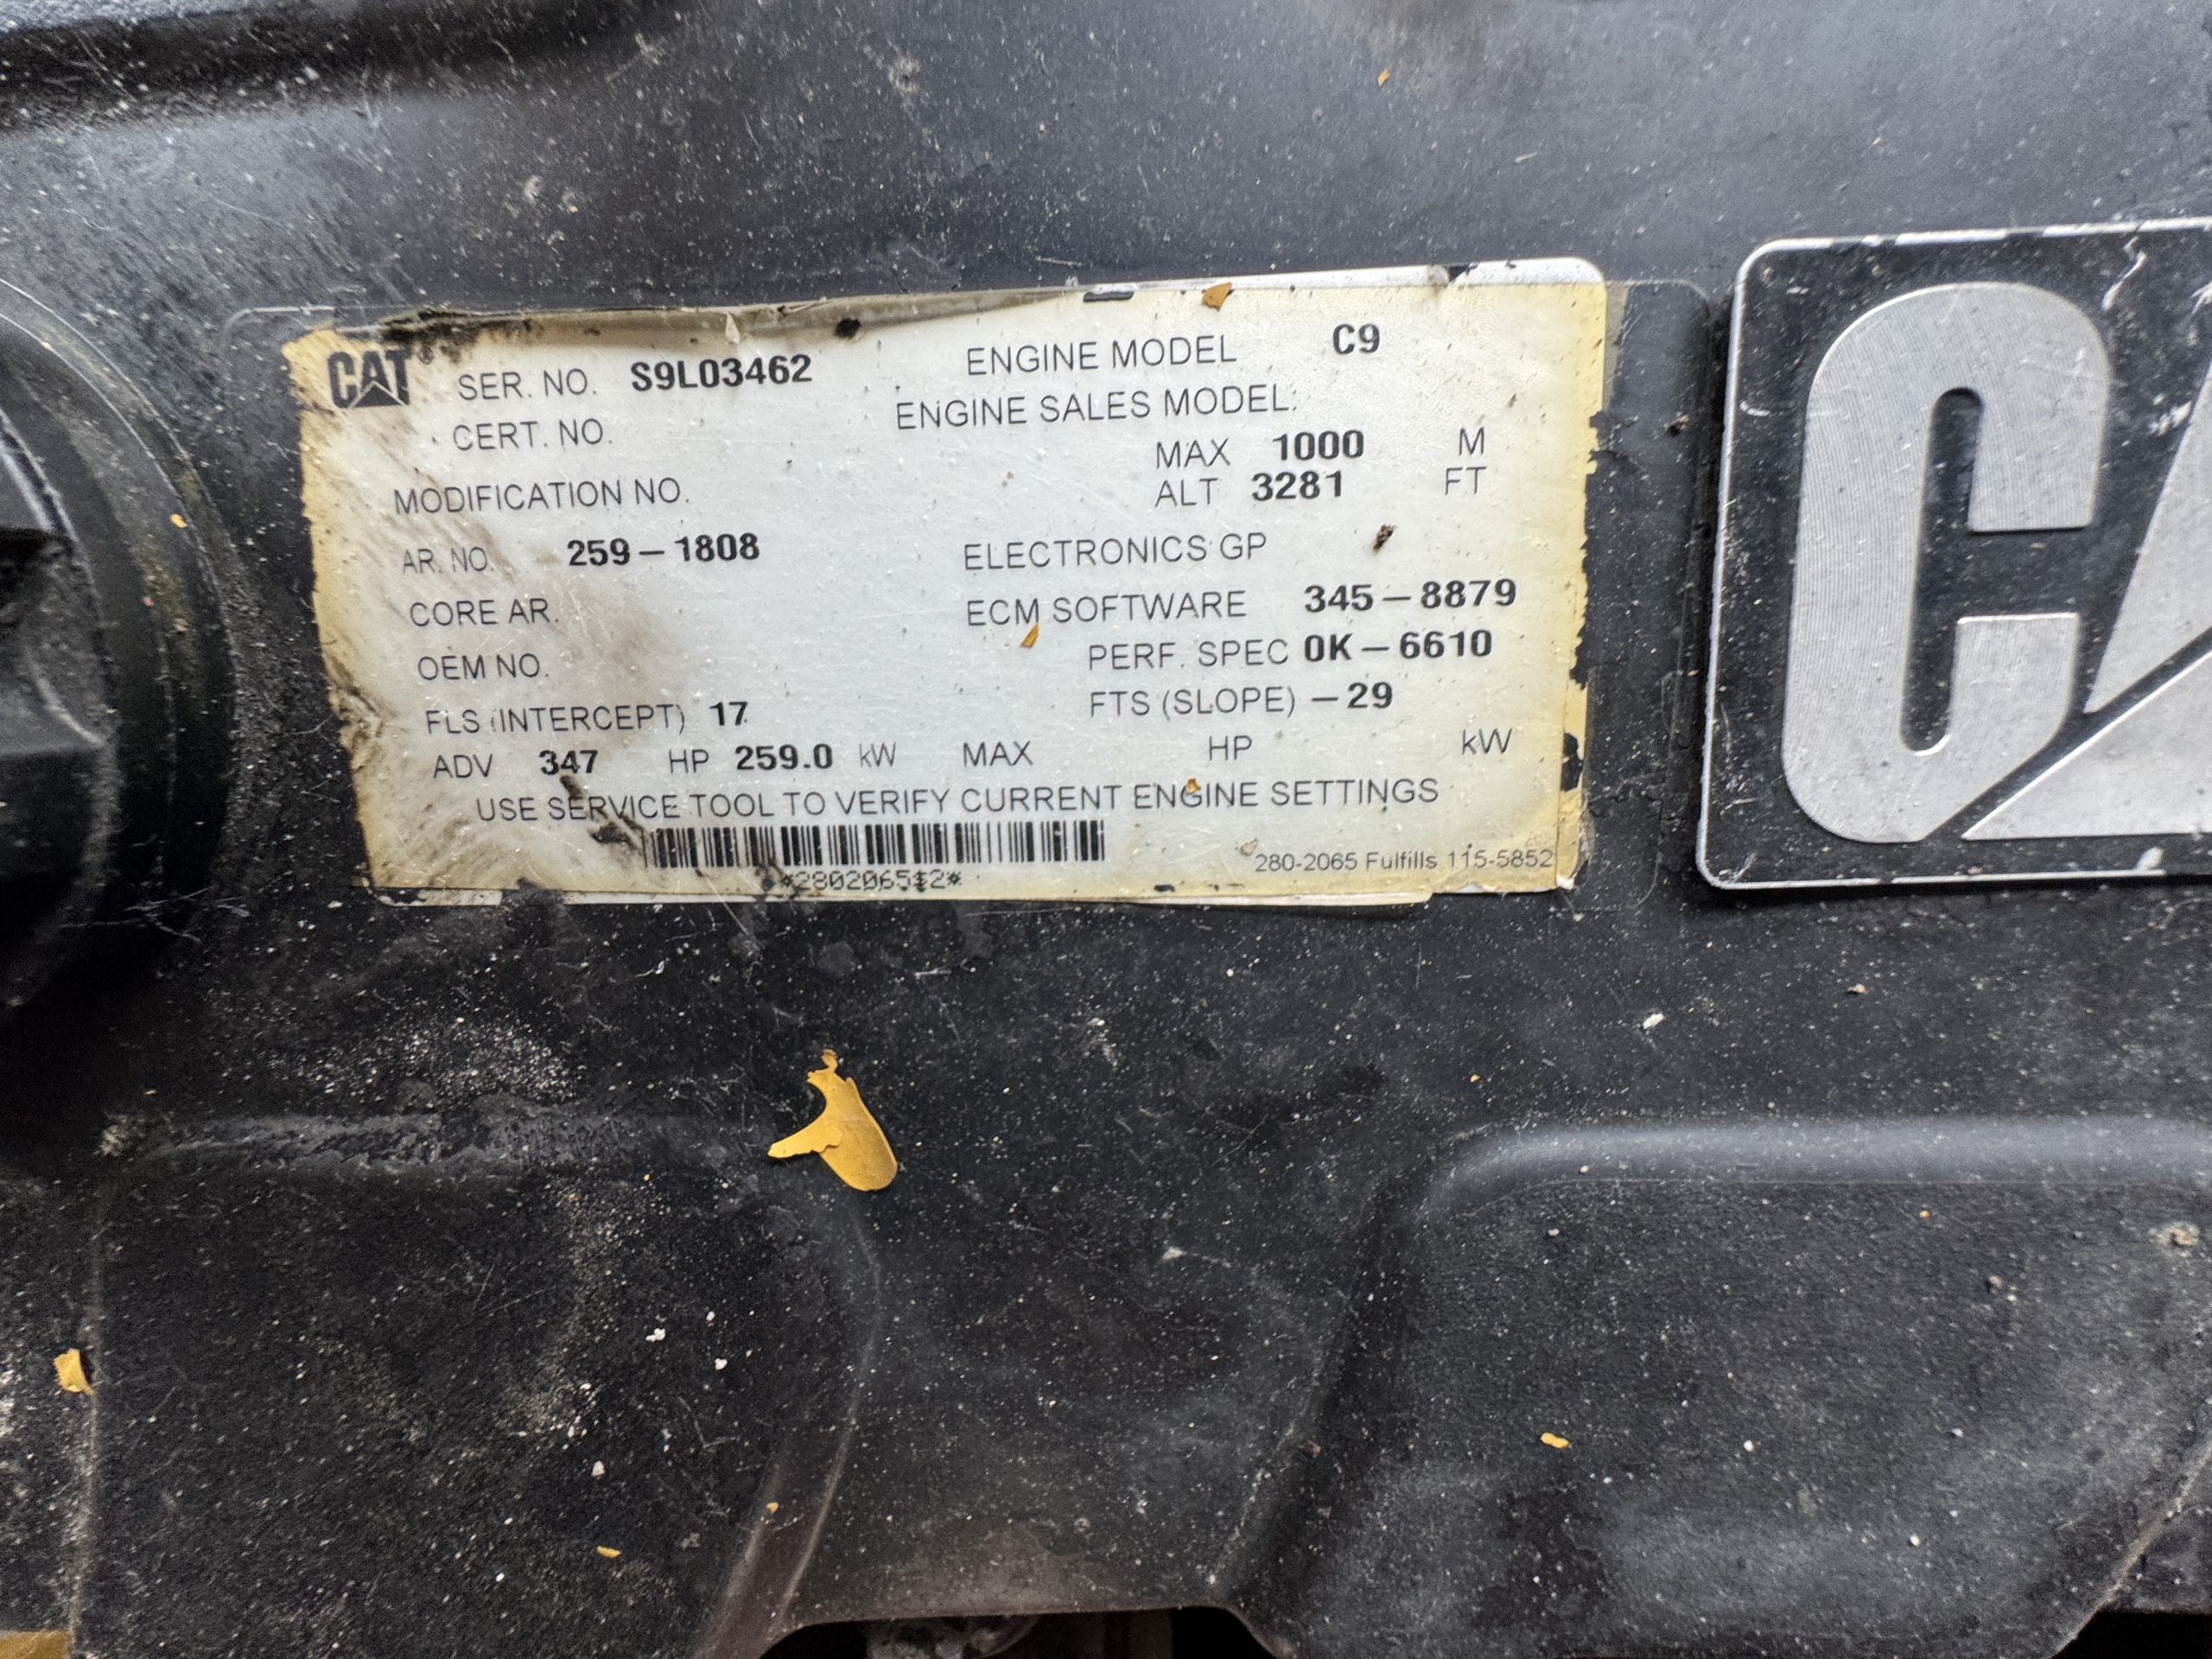 CAT® SER. NO. S9L03462 ENGINE MODEL C9
CERT. NO. ENGINE SALES MODEL:
MAX 1000 M
MODIFICATION NO. ALT 3281 FT
AR. NO. 259-1808 ELECTRONICS GP
CORE AR. ECM SOFTWARE 345-8879
OEM NO. PERF. SPEC 0K-6610
FLS (INTERCEPT) 17 FTS (SLOPE) -29
ADV 347 HP 259.0 kW MAX HP kW
USE SERVICE TOOL TO VERIFY CURRENT ENGINE SETTINGS
280-2065 Fulfills 115-5852